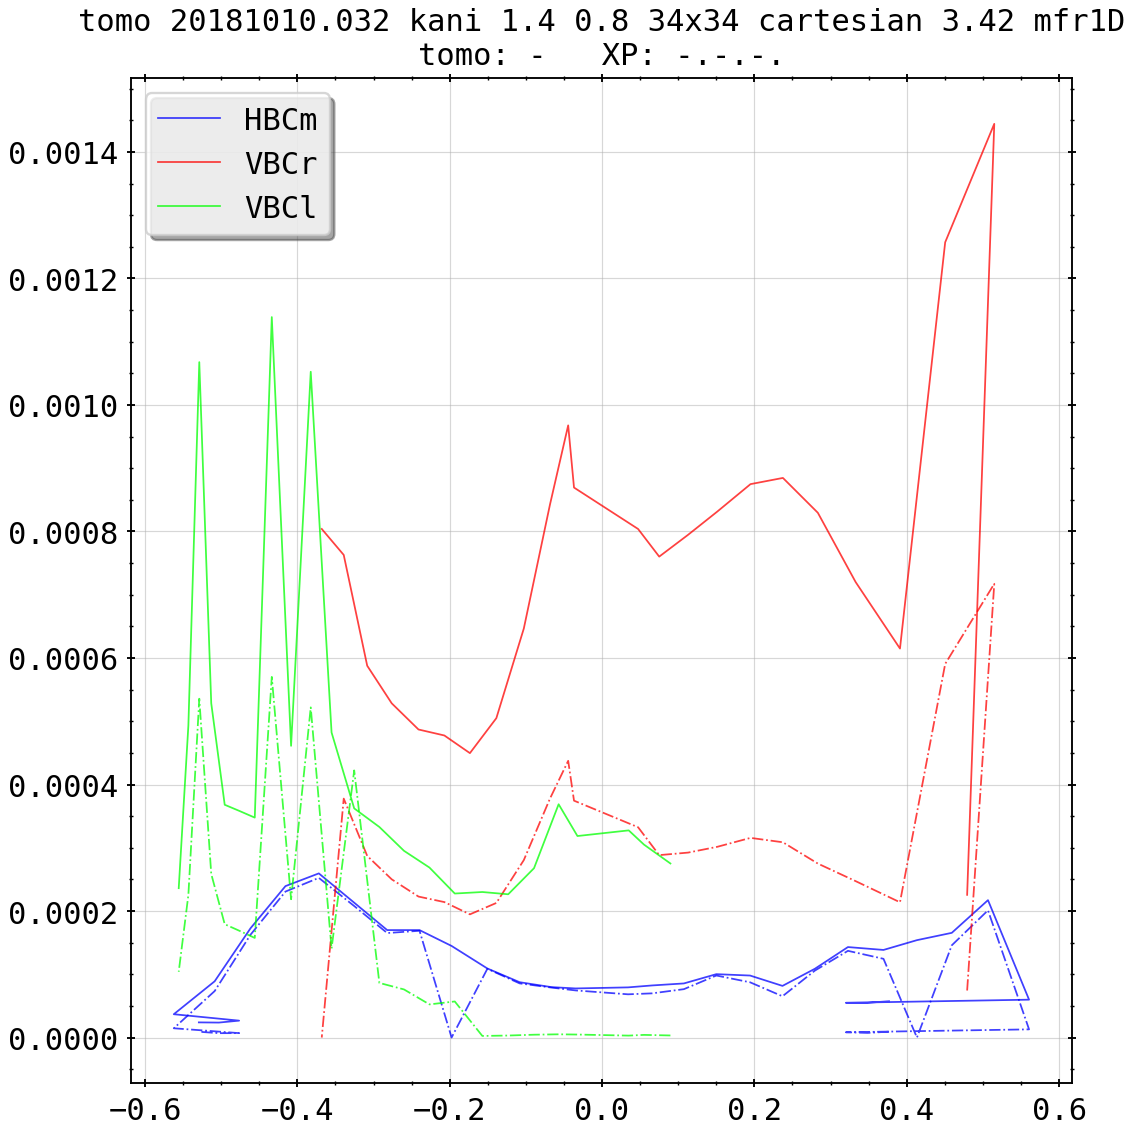 tomo 20181010.032 kani 1.4 0.8 34x34 cartesian 3.42 mfr1D
tomo: - XP: -.-.-.
HBCm
VBCr
VBCl
0.0014
0.0012
0.0010
0.0008
0.0006
0.0004
0.0002
0.0000
−0.6 −0.4 −0.2 0.0 0.2 0.4 0.6